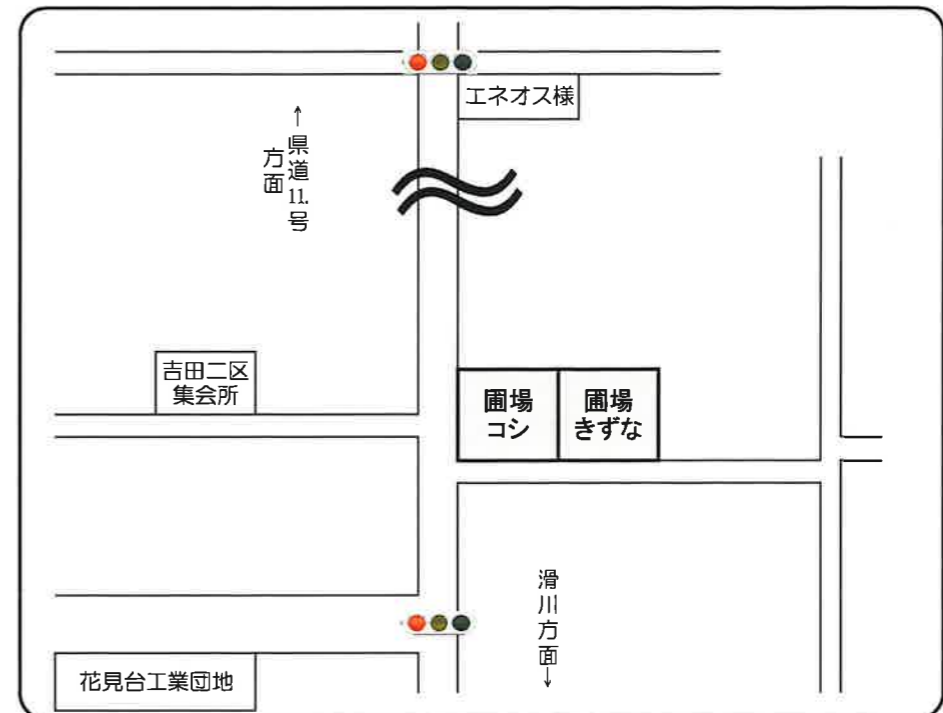 エネオス様
↑県道11.号
方面
吉田二区
集会所
圃場
コシ
圃場
きずな
滑川方面↓
花見台工業団地